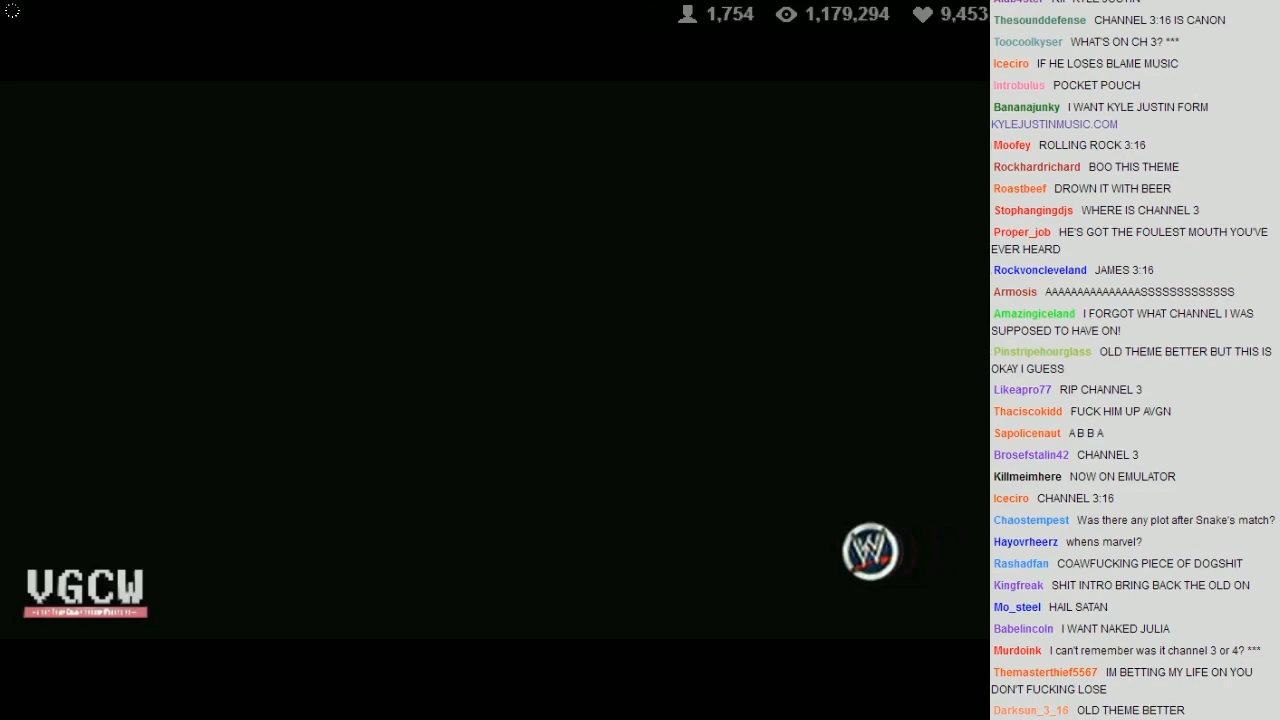 1,754 1,179,294 9,453
RIP KYLE JUSTIN
Thesounddefense CHANNEL 3:16 IS CANON
Toocoolkyser WHAT'S ON CH 3? ***
Iceciro IF HE LOSES BLAME MUSIC
Introbulus POCKET POUCH
Bananajunky I WANT KYLE JUSTIN FORM
KYLEJUSTINMUSIC.COM
Moofey ROLLING ROCK 3:16
Rockhardrichard BOO THIS THEME
Roastbeef DROWN IT WITH BEER
Stophangingdjs WHERE IS CHANNEL 3
Proper_job HE'S GOT THE FOULEST MOUTH YOU'VE
EVER HEARD
Rockvoncleveland JAMES 3:16
Armosis AAAAAAAAAAAAAAASSSSSSSSSSSSS
Amazingiceland I FORGOT WHAT CHANNEL I WAS
SUPPOSED TO HAVE ON!
Pinstripehourglass OLD THEME BETTER BUT THIS IS
OKAY I GUESS
Likeapro77 RIP CHANNEL 3
Thaciscokidd FUCK HIM UP AVGN
Sapolicenaut A B B A
Brosefstalin42 CHANNEL 3
Killmeimhere NOW ON EMULATOR
Iceciro CHANNEL 3:16
Chaostempest Was there any plot after Snake's match?
Hayovrheerz whens marvel?
Rashadfan COAWFUCKING PIECE OF DOGSHIT
Kingfreak SHIT INTRO BRING BACK THE OLD ON
Mo_steel HAIL SATAN
Babelincoln I WANT NAKED JULIA
Murdoink I can't remember was it channel 3 or 4? ***
Themasterthief5567 IM BETTING MY LIFE ON YOU
DON'T FUCKING LOSE
Darksun_3_16 OLD THEME BETTER
W
VGCW